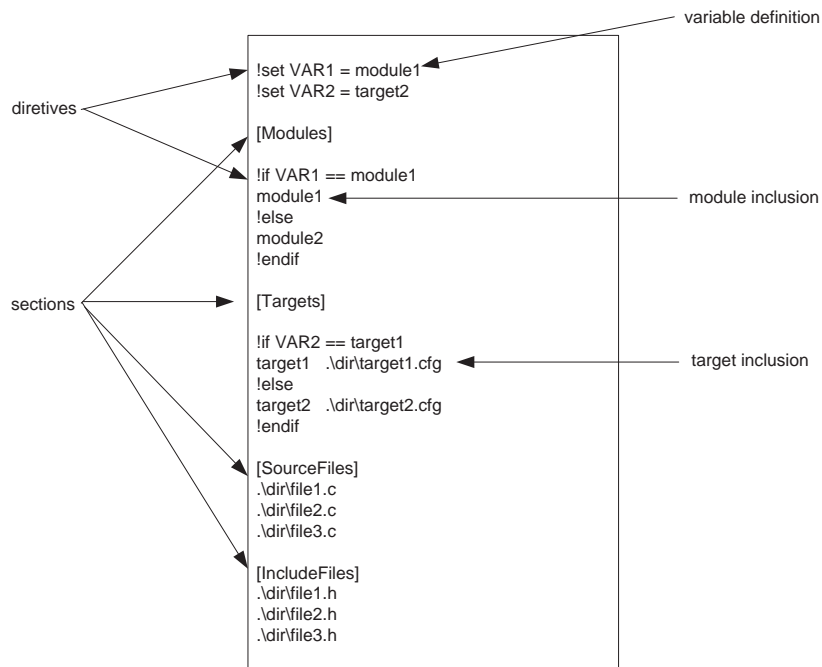 variable definition
!set VAR1 = module1
!set VAR2 = target2
diretives
[Modules]
!if VAR1 == module1
module1
module inclusion
!else
module2
!endif
sections
[Targets]
!if VAR2 == target1
target1 .\dir\target1.cfg
target inclusion
!else
target2 .\dir\target2.cfg
!endif
[SourceFiles]
.\dir\file1.c
.\dir\file2.c
.\dir\file3.c
[IncludeFiles]
.\dir\file1.h
.\dir\file2.h
.\dir\file3.h